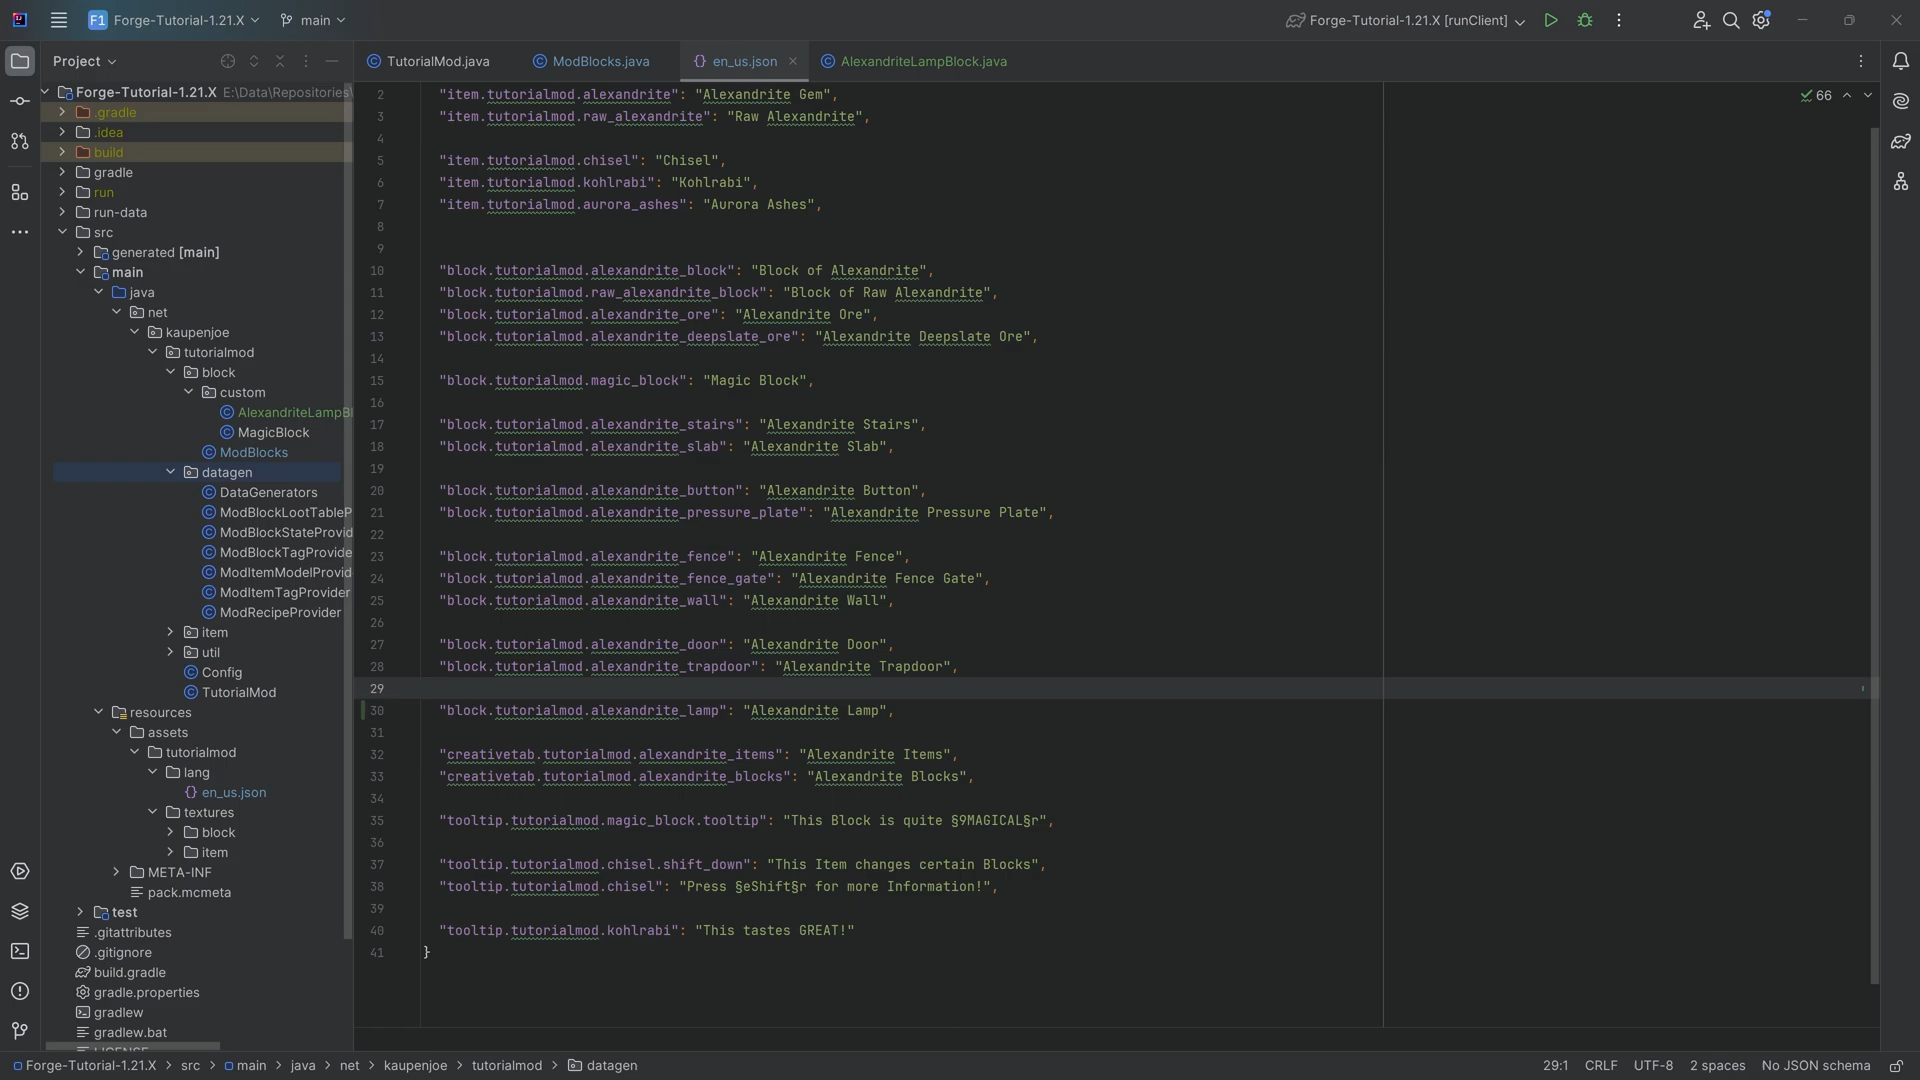 F1 Forge-Tutorial-1.21.X main Forge-Tutorial-1.21.X [runClient]
Project
TutorialMod.java ModBlocks.java {} en_us.json AlexandriteLampBlock.java
Forge-Tutorial-1.21.X E:\Data\Repositories\
.gradle
.idea
build
gradle
run
run-data
src
generated [main]
main
java
net
kaupenjoe
tutorialmod
block
custom
AlexandriteLampBl
MagicBlock
ModBlocks
datagen
DataGenerators
ModBlockLootTableP
ModBlockStateProvid
ModBlockTagProvide
ModItemModelProvid
ModItemTagProvider
ModRecipeProvider
item
util
Config
TutorialMod
resources
assets
tutorialmod
lang
{} en_us.json
textures
block
item
META-INF
pack.mcmeta
test
.gitattributes
.gitignore
build.gradle
gradle.properties
gradlew
gradlew.bat
LICENSE
66
2 "item.tutorialmod.alexandrite": "Alexandrite Gem",
3 "item.tutorialmod.raw_alexandrite": "Raw Alexandrite",
4
5 "item.tutorialmod.chisel": "Chisel",
6 "item.tutorialmod.kohlrabi": "Kohlrabi",
7 "item.tutorialmod.aurora_ashes": "Aurora Ashes",
8
9
10 "block.tutorialmod.alexandrite_block": "Block of Alexandrite",
11 "block.tutorialmod.raw_alexandrite_block": "Block of Raw Alexandrite",
12 "block.tutorialmod.alexandrite_ore": "Alexandrite Ore",
13 "block.tutorialmod.alexandrite_deepslate_ore": "Alexandrite Deepslate Ore",
14
15 "block.tutorialmod.magic_block": "Magic Block",
16
17 "block.tutorialmod.alexandrite_stairs": "Alexandrite Stairs",
18 "block.tutorialmod.alexandrite_slab": "Alexandrite Slab",
19
20 "block.tutorialmod.alexandrite_button": "Alexandrite Button",
21 "block.tutorialmod.alexandrite_pressure_plate": "Alexandrite Pressure Plate",
22
23 "block.tutorialmod.alexandrite_fence": "Alexandrite Fence",
24 "block.tutorialmod.alexandrite_fence_gate": "Alexandrite Fence Gate",
25 "block.tutorialmod.alexandrite_wall": "Alexandrite Wall",
26
27 "block.tutorialmod.alexandrite_door": "Alexandrite Door",
28 "block.tutorialmod.alexandrite_trapdoor": "Alexandrite Trapdoor",
29
30 "block.tutorialmod.alexandrite_lamp": "Alexandrite Lamp",
31
32 "creativetab.tutorialmod.alexandrite_items": "Alexandrite Items",
33 "creativetab.tutorialmod.alexandrite_blocks": "Alexandrite Blocks",
34
35 "tooltip.tutorialmod.magic_block.tooltip": "This Block is quite §9MAGICAL§r",
36
37 "tooltip.tutorialmod.chisel.shift_down": "This Item changes certain Blocks",
38 "tooltip.tutorialmod.chisel": "Press §eShift§r for more Information!",
39
40 "tooltip.tutorialmod.kohlrabi": "This tastes GREAT!"
41 }
Forge-Tutorial-1.21.X > src > main > java > net > kaupenjoe > tutorialmod > datagen 29:1 CRLF UTF-8 2 spaces No JSON schema